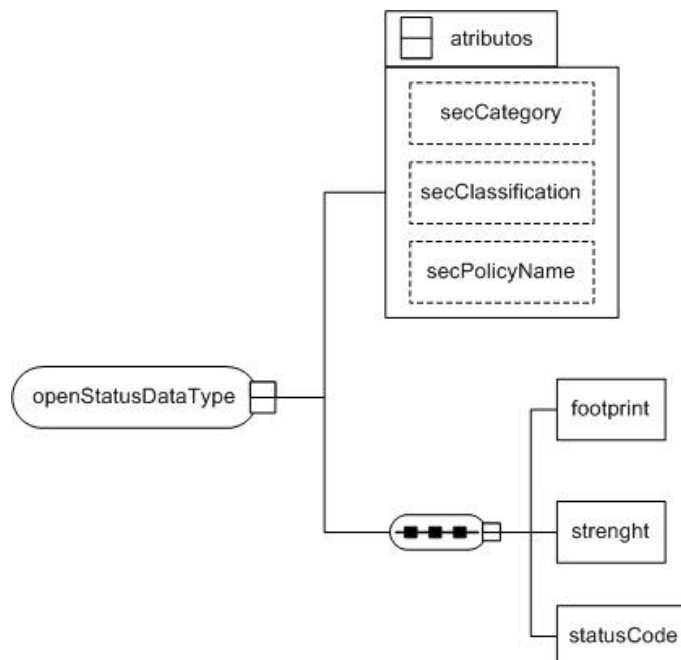 atributos
secCategory
secClassification
secPolicyName
openStatusDataType
footprint
strenght
statusCode